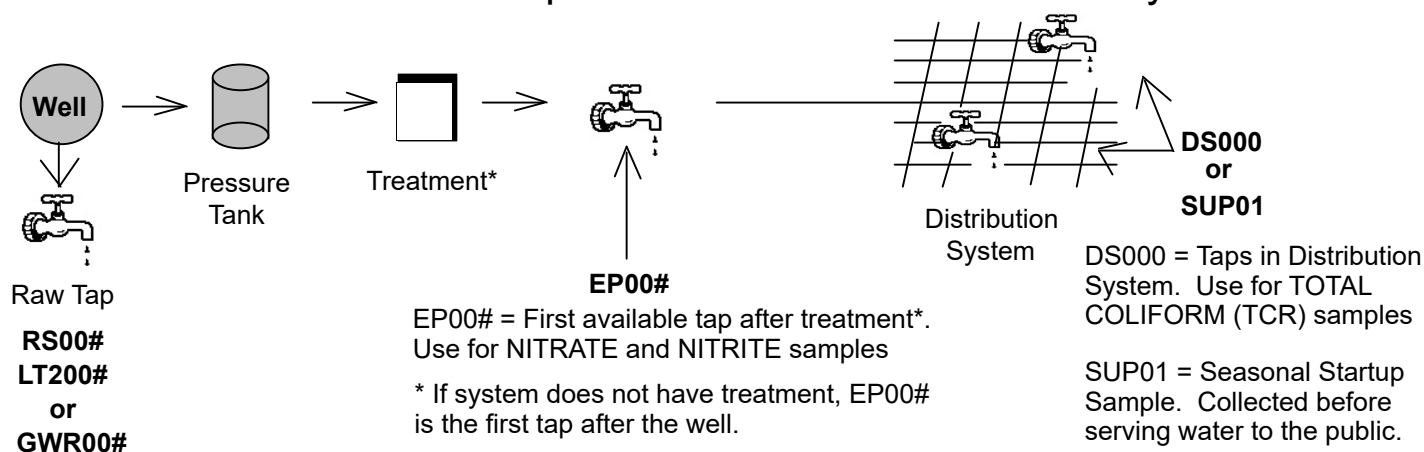 Well
Pressure
Tank
Treatment*
Raw Tap
RS00#
LT200#
or
GWR00#
EP00#
EP00# = First available tap after treatment*.
Use for NITRATE and NITRITE samples
* If system does not have treatment, EP00#
is the first tap after the well.
Distribution
System
DS000
or
SUP01
DS000 = Taps in Distribution
System. Use for TOTAL
COLIFORM (TCR) samples
SUP01 = Seasonal Startup
Sample. Collected before
serving water to the public.